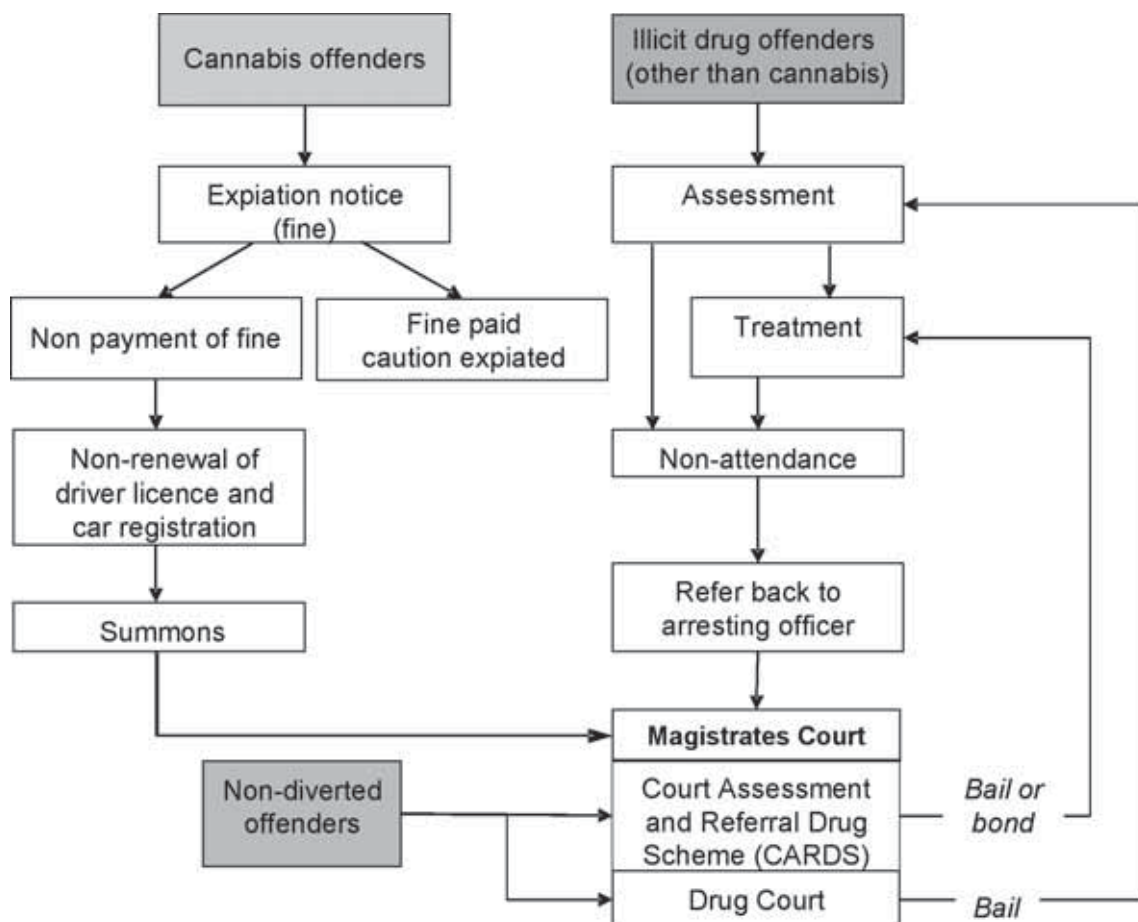 Cannabis offenders
Illicit drug offenders
(other than cannabis)
Expiation notice
(fine)
Assessment
Non payment of fine
Fine paid
caution expiated
Treatment
Non-renewal of
driver licence and
car registration
Non-attendance
Summons
Refer back to
arresting officer
Magistrates Court
Non-diverted
offenders
Court Assessment
and Referral Drug
Scheme (CARDS)
Bail or
bond
Drug Court
Bail